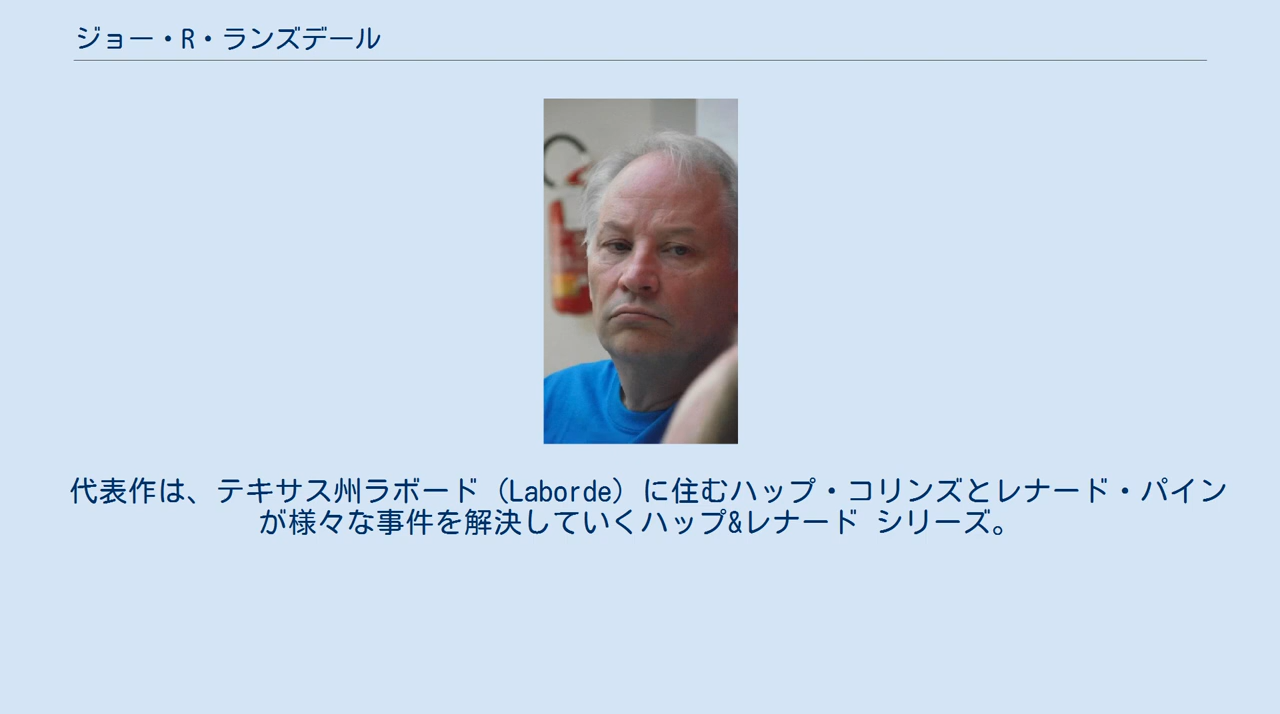 ジョー・R・ランズデール
代表作は、テキサス州ラボード（Laborde）に住むハップ・コリンズとレナード・パイン
が様々な事件を解決していくハップ&レナード シリーズ。